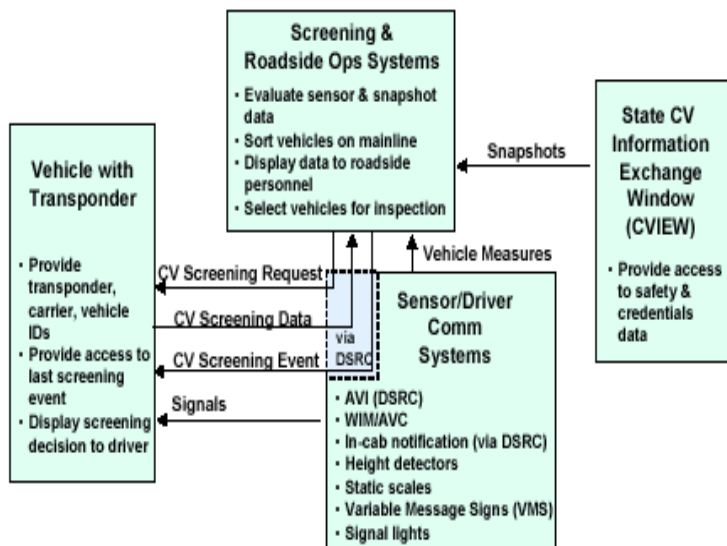 Screening &
Roadside Ops Systems
· Evaluate sensor & snapshot
data
· Sort vehicles on mainline
· Display data to roadside
personnel
· Select vehicles for inspection
State CV
Information
Exchange
Window
(CVIEW)
· Provide access
to safety &
credentials
data
Snapshots
Vehicle with
Transponder
· Provide
transponder,
carrier, vehicle
IDs
· Provide access to
last screening
event
· Display screening
decision to driver
Vehicle Measures
CV Screening Request
CV Screening Data
CV Screening Event
Signals
via
DSRC
Sensor/Driver
Comm
Systems
· AVI (DSRC)
· WIM/AVC
· In-cab notification (via DSRC)
· Height detectors
· Static scales
· Variable Message Signs (VMS)
· Signal lights